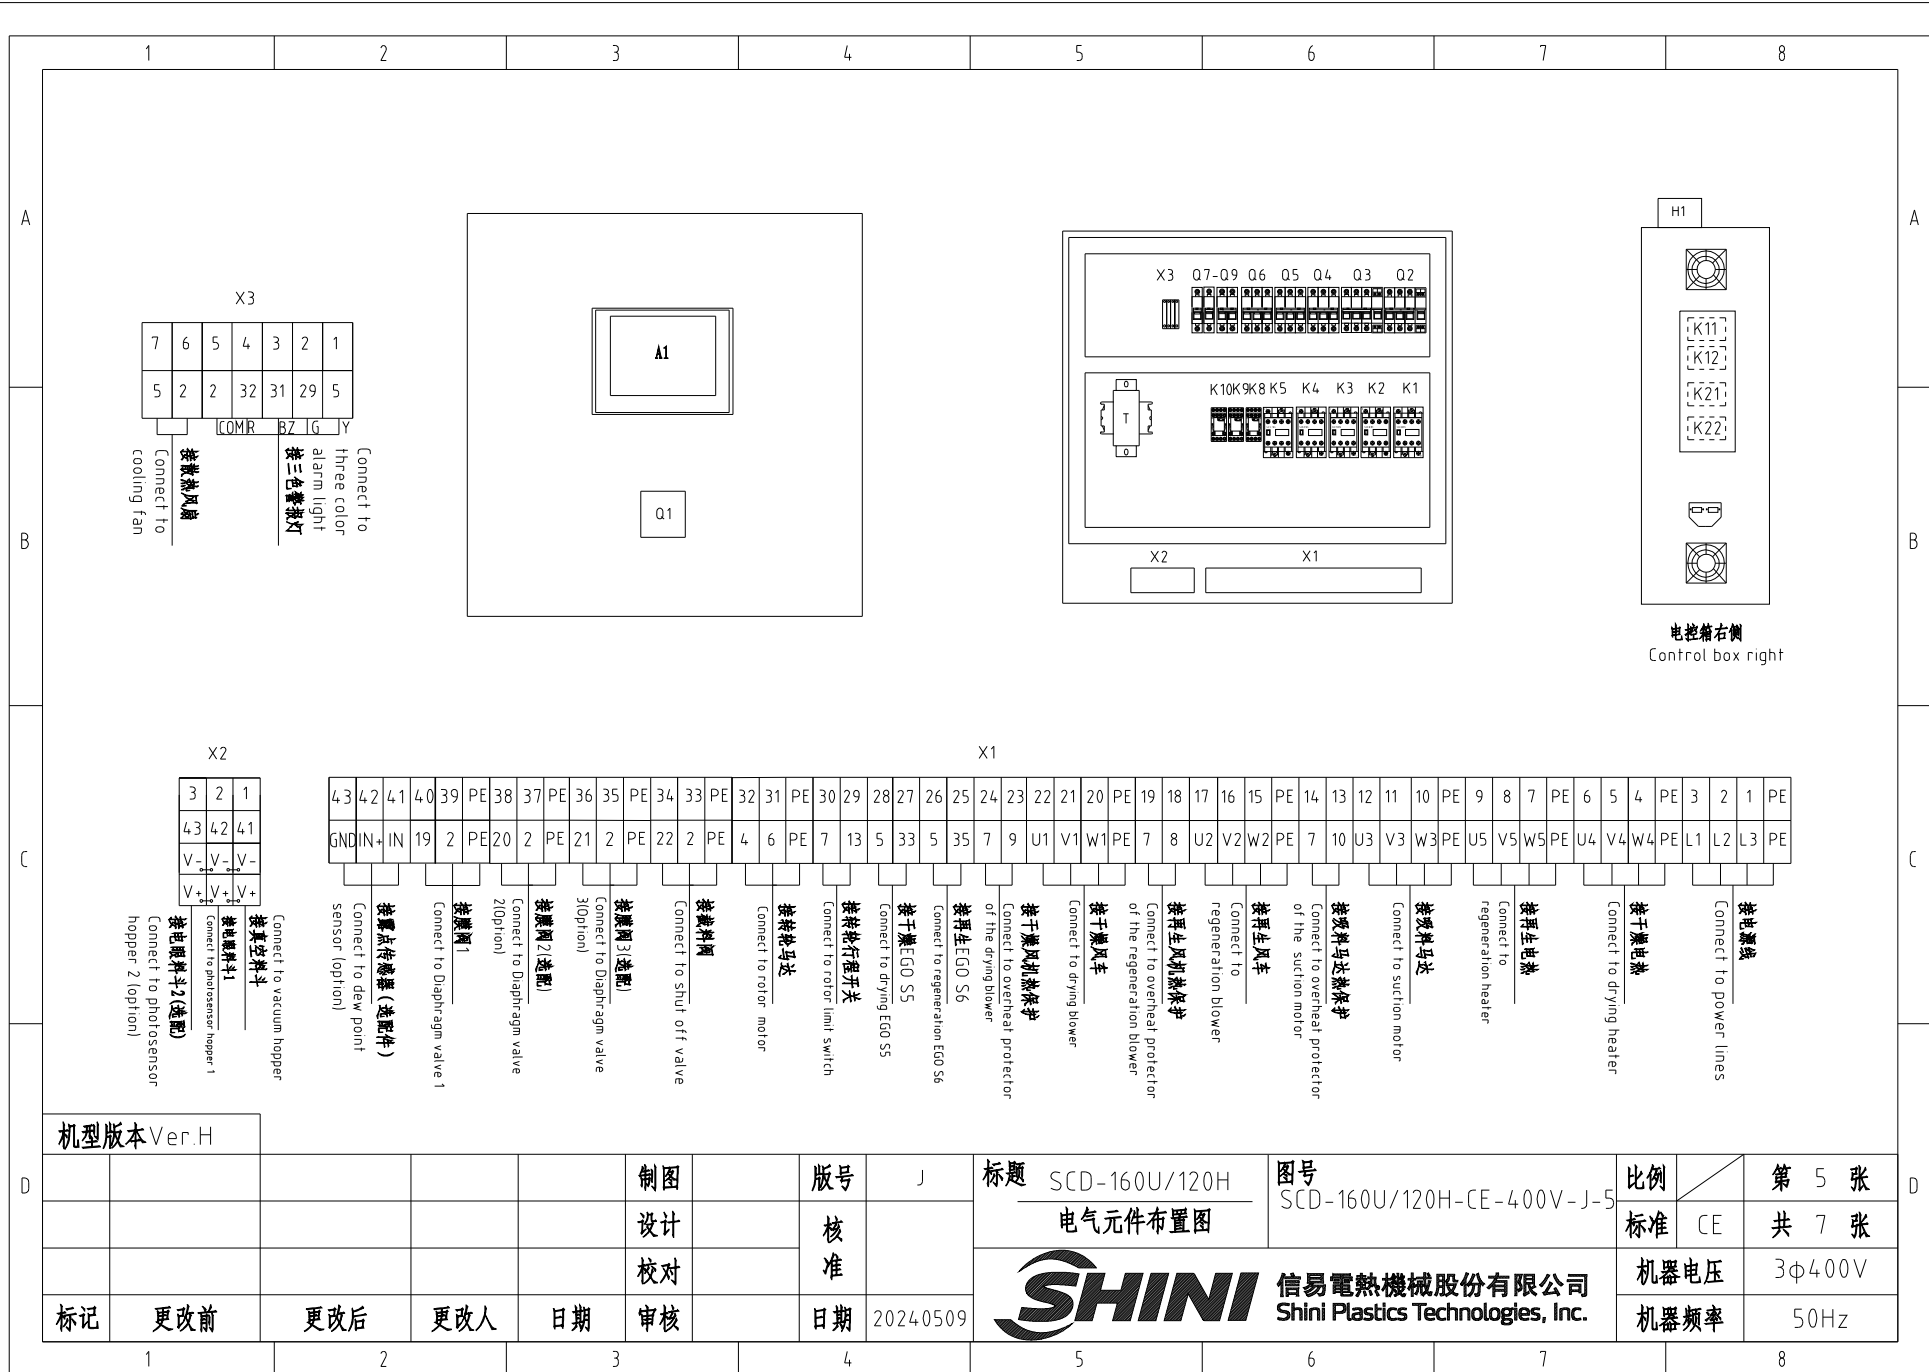 1 2 3 4 5 6 7 8
A A
H1
X3 Q7-Q9 Q6 Q5 Q4 Q3 Q2
X3
7 6 5 4 3 2 1
5 2 2 32 31 29 5
COM R BZ G Y
接散热风扇
Connect to
cooling fan
Connect to
three color
alarm light
接三色警报灯
A1
Q1
K10 K9 K8 K5 K4 K3 K2 K1
T
X2 X1
K11
K12
K21
K22
B B
电控箱右侧
Control box right
X2
3 2 1
43 42 41
V- V- V-
V+ V+ V+
Connect to vacuum hopper
接真空料斗
接电眼料斗1
Connect to photosensor hopper 1
接电眼料斗2(选配)
Connect to photosensor
hopper 2 (option)
X1
43 42 41 40 39 PE 38 37 PE 36 35 PE 34 33 PE 32 31 PE 30 29 28 27 26 25 24 23 22 21 20 PE 19 18 17 16 15 PE 14 13 12 11 10 PE 9 8 7 PE 6 5 4 PE 3 2 1 PE
GND IN+ IN 19 2 PE 20 2 PE 21 2 PE 22 2 PE 4 6 PE 7 13 5 33 5 35 7 9 U1 V1 W1 PE 7 8 U2 V2 W2 PE 7 10 U3 V3 W3 PE U5 V5 W5 PE U4 V4 W4 PE L1 L2 L3 PE
C C
接露点传感器(选配件)
Connect to dew point
sensor (option)
接膜阀1
Connect to Diaphragm valve 1
接膜阀2(选配)
Connect to Diaphragm valve
2(Option)
接膜阀3(选配)
Connect to Diaphragm valve
3(Option)
接截料阀
Connect to shut off valve
接转轮马达
Connect to rotor motor
接转轮行程开关
Connect to rotor limit switch
接干燥EGO S5
Connect to drying EGO S5
接再生EGO S6
Connect to regeneration EGO S6
接干燥风机热保护
Connect to overheat protector
of the drying blower
接干燥风车
Connect to drying blower
接再生风机热保护
Connect to overheat protector
of the regeneration blower
接再生风车
Connect to
regeneration blower
接吸料马达热保护
Connect to overheat protector
of the suction motor
接吸料马达
Connect to suction motor
接再生电热
Connect to
regeneration heater
接干燥电热
Connect to drying heater
接电源线
Connect to power lines
机型版本Ver.H
D D
制图 版号 J 标题 SCD-160U/120H 图号 比例 第 5 张
SCD-160U/120H-CE-400V-J-5
设计 核准 电气元件布置图 标准 CE 共 7 张
校对 机器电压 3φ400V
SHINI 信易電熱機械股份有限公司
Shini Plastics Technologies, Inc.
标记 更改前 更改后 更改人 日期 审核 日期 20240509 机器频率 50Hz
1 2 3 4 5 6 7 8